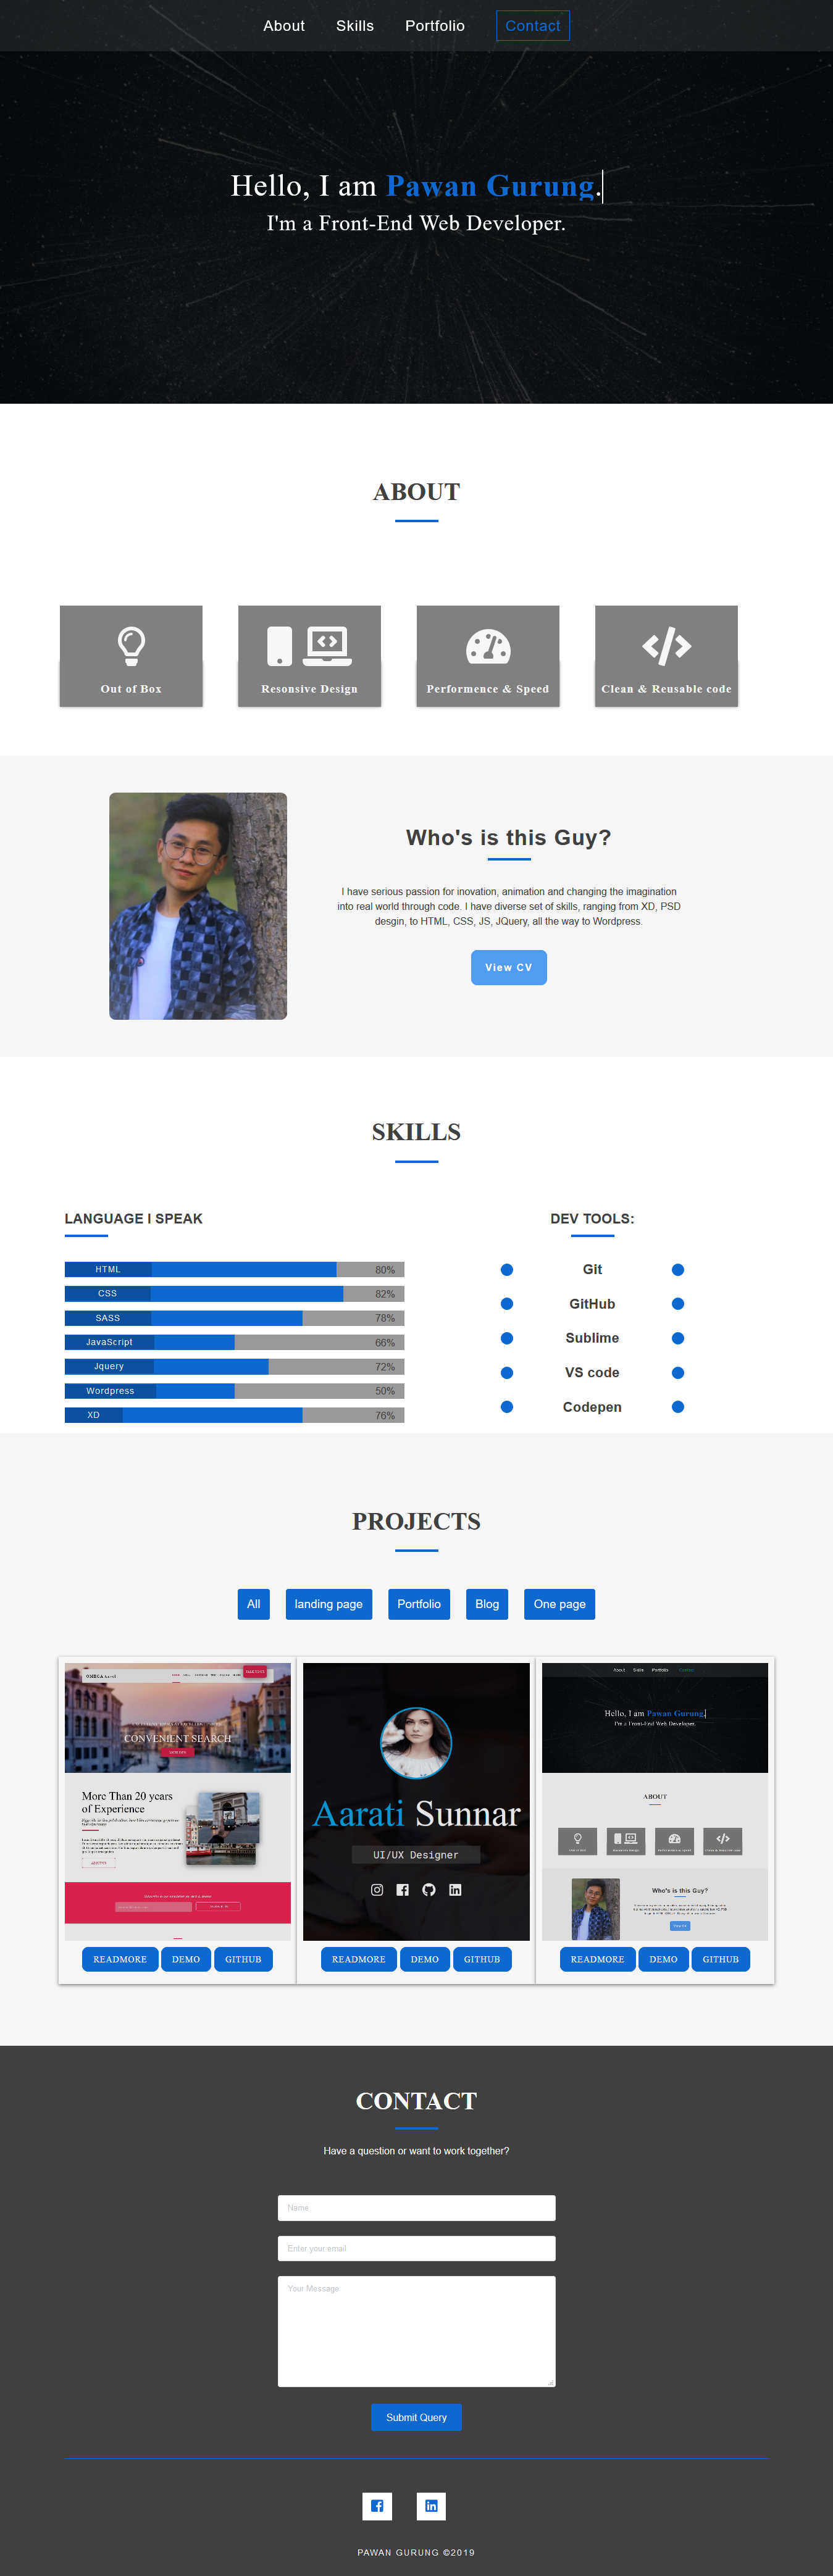 About Skills Portfolio Contact
Hello, I am Pawan Gurung.
I'm a Front-End Web Developer.
ABOUT
Out of Box
Resonsive Design
Performence & Speed
Clean & Reusable code
Who's is this Guy?
I have serious passion for inovation, animation and changing the imagination
into real world through code. I have diverse set of skills, ranging from XD, PSD
desgin, to HTML, CSS, JS, JQuery, all the way to Wordpress.
View CV
SKILLS
LANGUAGE I SPEAK
HTML 80%
CSS 82%
SASS 78%
JavaScript 66%
Jquery 72%
Wordpress 50%
XD 76%
DEV TOOLS:
Git
GitHub
Sublime
VS code
Codepen
PROJECTS
All landing page Portfolio Blog One page
CONVENIENT SEARCH
More Than 20 years
of Experience
READMORE DEMO GITHUB
Aarati Sunnar
UI/UX Designer
READMORE DEMO GITHUB
About Skills Portfolio Contact
Hello, I am Pawan Gurung.
I'm a Front-End Web Developer.
ABOUT
Who's is this Guy?
READMORE DEMO GITHUB
CONTACT
Have a question or want to work together?
Name
Enter your email
Your Message
Submit Query
PAWAN GURUNG ©2019